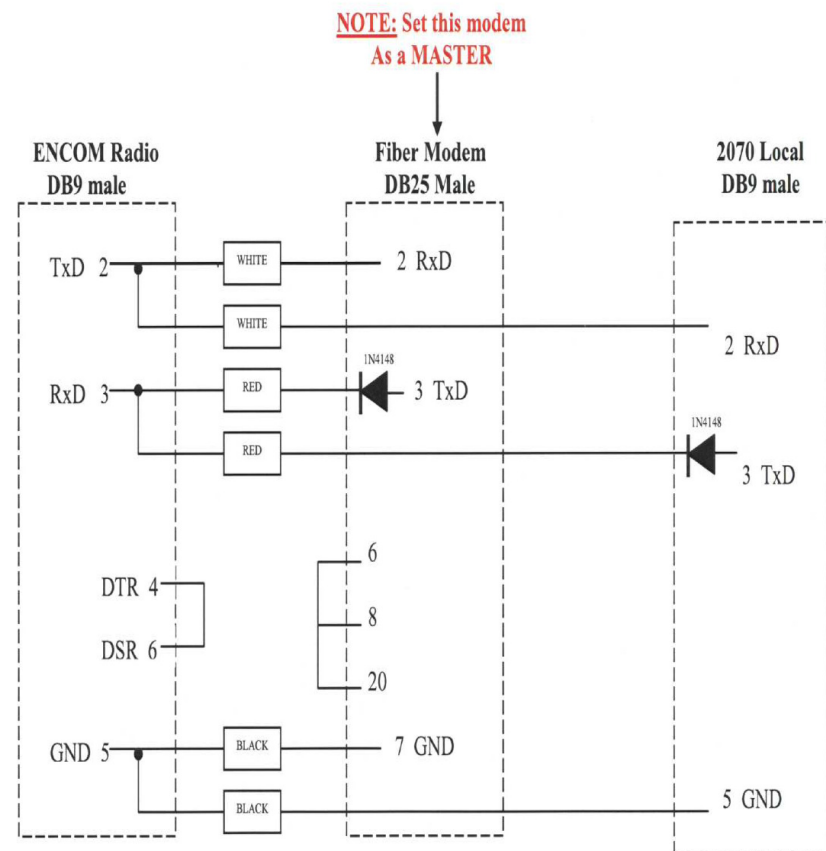 NOTE: Set this modem
As a MASTER
ENCOM Radio
DB9 male
Fiber Modem
DB25 Male
2070 Local
DB9 male
TxD 2
WHITE
2 RxD
WHITE
2 RxD
1N4148
RxD 3
RED
3 TxD
1N4148
RED
3 TxD
6
DTR 4
8
DSR 6
20
GND 5
BLACK
7 GND
BLACK
5 GND